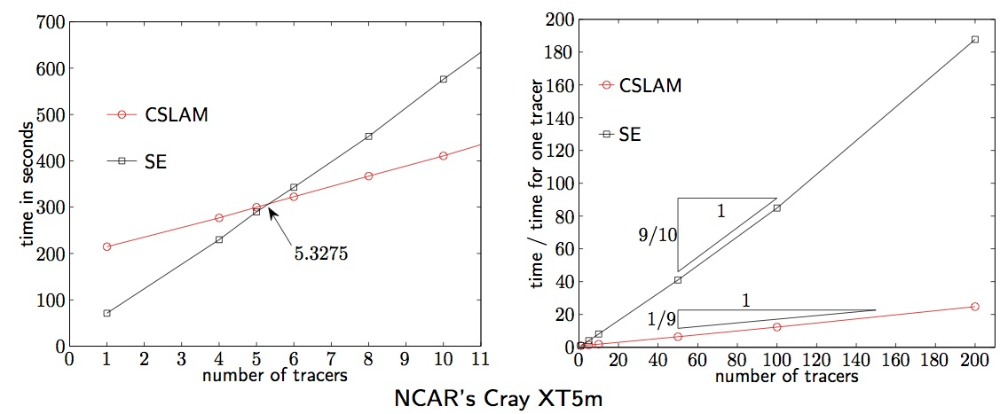 700
600
500
400
300
200
100
0
time in seconds
CSLAM
SE
5.3275
0 1 2 3 4 5 6 7 8 9 10 11
number of tracers
200
180
160
140
120
100
80
60
40
20
0
time / time for one tracer
CSLAM
SE
1
9/10
1
1/9
0 20 40 60 80 100 120 140 160 180 200
number of tracers
NCAR's Cray XT5m